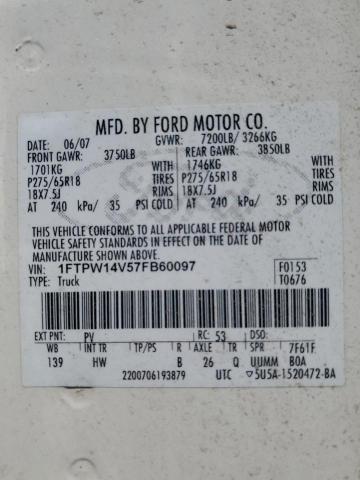 MFD. BY FORD MOTOR CO.
DATE: 06/07 GVWR: 7200LB/ 3266KG
FRONT GAWR: 3750LB REAR GAWR: 3850LB
1701KG WITH 1746KG WITH
P275/65R18 TIRES P275/65R18 TIRES
18X7.5J RIMS 18X7.5J RIMS
AT 240 kPa/ 35 PSI COLD AT 240 kPa/ 35 PSI COLD
THIS VEHICLE CONFORMS TO ALL APPLICABLE FEDERAL MOTOR
VEHICLE SAFETY STANDARDS IN EFFECT ON THE DATE OF
MANUFACTURE SHOWN ABOVE.
VIN: 1FTPW14V57FB60097 F0153
TYPE: Truck T0676
EXT PNT: PV RC: 53 DSO:
WB INT TR TP/PS R AXLE TR SPR 7F61F
139 HW B 26 Q UUMM BOA
2200706193879 UTC 5U5A-1520472-BA